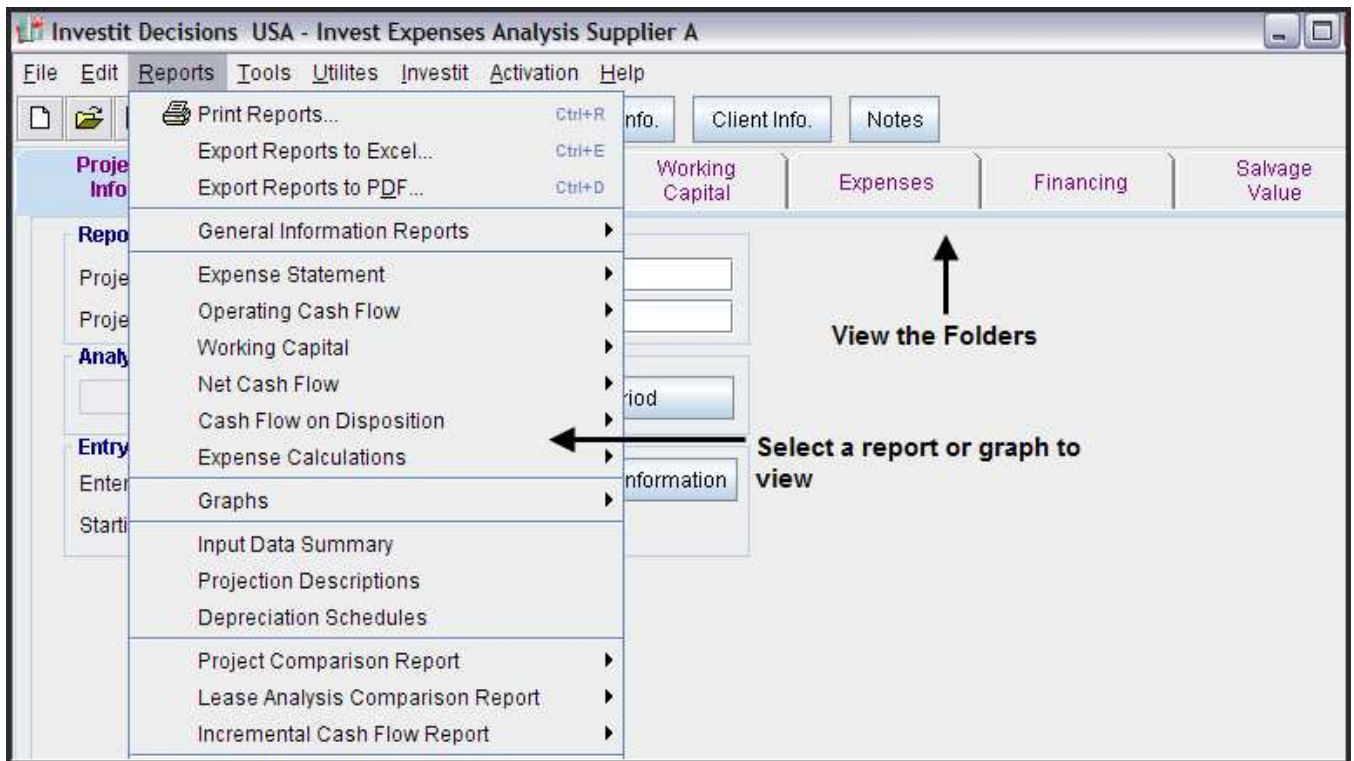 Investit Decisions USA - Invest Expenses Analysis Supplier A
File Edit Reports Tools Utilites Investit Activation Help
Print Reports... Ctrl+R
Export Reports to Excel... Ctrl+E
Export Reports to PDF... Ctrl+D
General Information Reports
Expense Statement
Operating Cash Flow
Working Capital
Net Cash Flow
Cash Flow on Disposition
Expense Calculations
Graphs
Input Data Summary
Projection Descriptions
Depreciation Schedules
Project Comparison Report
Lease Analysis Comparison Report
Incremental Cash Flow Report
nfo. Client Info. Notes
Proje
Info
Working
Capital
Expenses
Financing
Salvage
Value
Repo
Proje
Proje
Analy
riod
Entry
Enter
nformation
Starti
View the Folders
Select a report or graph to
view